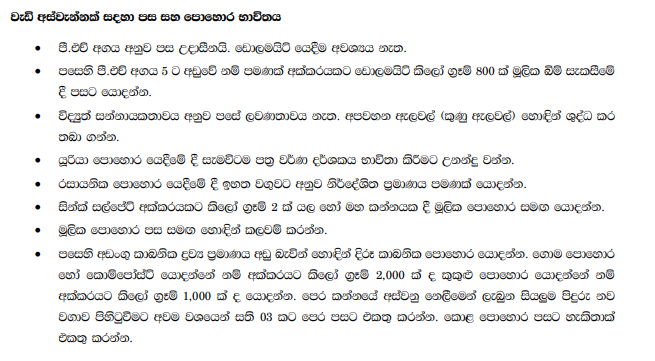 වැඩි අස්වැන්නක් සඳහා පස සහ පොහොර භාවිතය
• පී.එච් අගය අනුව පස උදාසීනයි. ඩොලමයිට් යෙදීම අවශ්‍යය නැත.
• පසෙහි පී.එච් අගය 5 ට අඩුවේ නම් පමණක් අක්කරයකට ඩොලමයිට් කිලෝ ග්‍රෑම් 800 ක් මූලික බිම් සැකසීමේ
දී පසට යොදන්න.
• විද්‍යුත් සන්නායකතාවය අනුව පසේ ලවණතාවය නැත. අපවහන ඇලවල් (කුණු ඇලවල්) හොඳින් ශුද්ධ කර
තබා ගන්න.
• යූරියා පොහොර යෙදීමේ දී සැමවිටම පත්‍ර වර්ණ දර්ශකය භාවිතා කිරීමට උනන්දු වන්න.
• රසායනික පොහොර යෙදීමේ දී ඉහත වගුවට අනුව නිර්දේශිත ප්‍රමාණය පමණක් යොදන්න.
• සින්ක් සල්පේට් අක්කරයකට කිලෝ ග්‍රෑම් 2 ක් යල හෝ මහ කන්නයක දී මූලික පොහොර සමඟ යොදන්න.
• මූලික පොහොර පස සමඟ හොඳින් කලවම් කරන්න.
• පසෙහි අඩංගු කාබනික ද්‍රව්‍ය ප්‍රමාණය අඩු බැවින් හොඳින් දිරූ කාබනික පොහොර යොදන්න. ගොම පොහොර
හෝ කොම්පෝස්ට් යොදන්නේ නම් අක්කරයට කිලෝ ග්‍රෑම් 2,000 ක් ද කුකුළු පොහොර යොදන්නේ නම්
අක්කරයට කිලෝ ග්‍රෑම් 1,000 ක් ද යොදන්න. පෙර කන්නයේ අස්වනු නෙලීමෙන් ලැබුන සියලුම පිදුරු නව
වගාව පිහිටුවීමට අවම වශයෙන් සති 03 කට පෙර පසට එකතු කරන්න. කොළ පොහොර පසට හැකිතාක්
එකතු කරන්න.